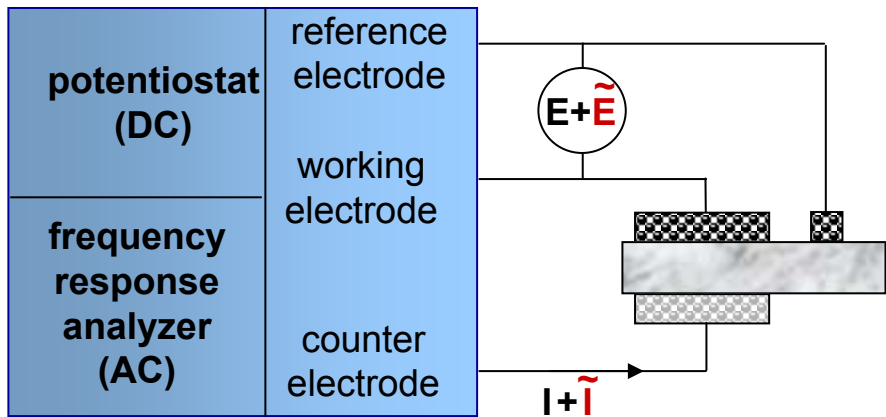 potentiostat
(DC)
frequency
response
analyzer
(AC)
reference
electrode
working
electrode
counter
electrode
E+Ẽ
I+Ĩ